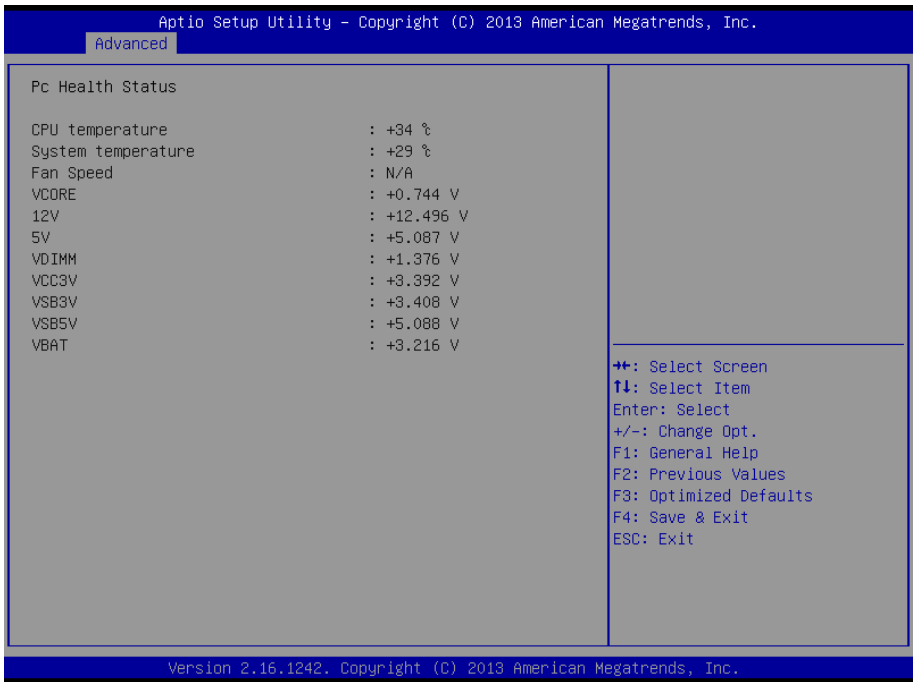 Aptio Setup Utility – Copyright (C) 2013 American Megatrends, Inc.
Advanced
Pc Health Status
CPU temperature : +34 ℃
System temperature : +29 ℃
Fan Speed : N/A
VCORE : +0.744 V
12V : +12.496 V
5V : +5.087 V
VDIMM : +1.376 V
VCC3V : +3.392 V
VSB3V : +3.408 V
VSB5V : +5.088 V
VBAT : +3.216 V
→←: Select Screen
↑↓: Select Item
Enter: Select
+/-: Change Opt.
F1: General Help
F2: Previous Values
F3: Optimized Defaults
F4: Save & Exit
ESC: Exit
Version 2.16.1242. Copyright (C) 2013 American Megatrends, Inc.